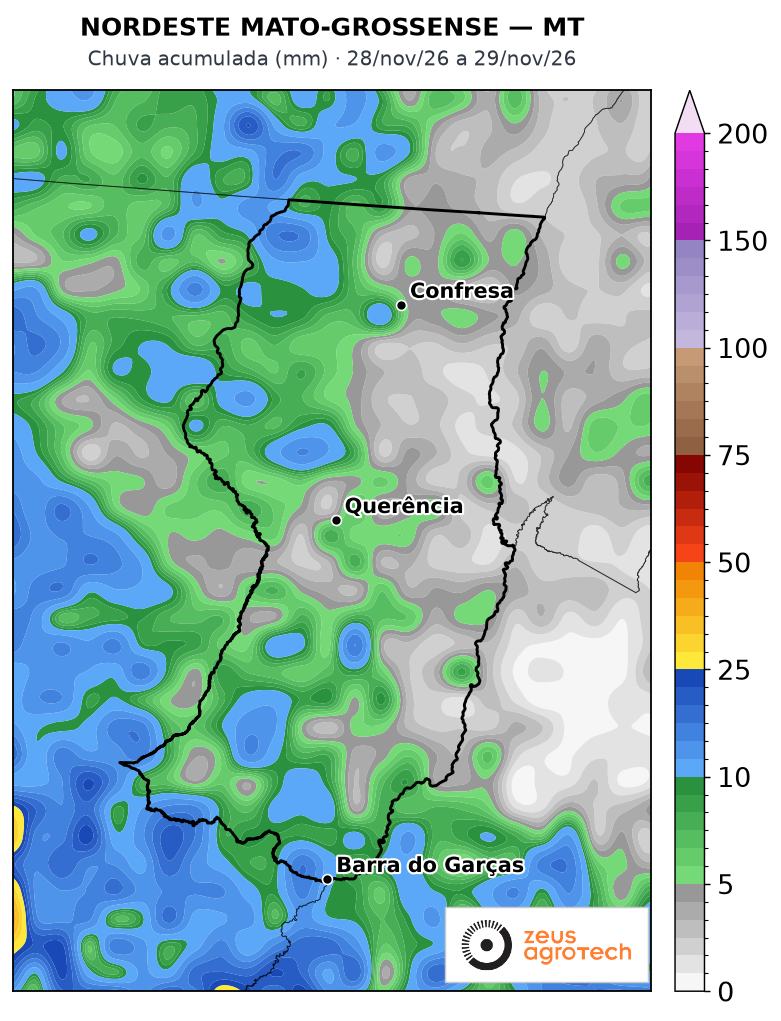 NORDESTE MATO-GROSSENSE — MT
Chuva acumulada (mm) · 28/nov/26 a 29/nov/26
200
150
100
75
50
25
10
5
0
Confresa
Querência
Barra do Garças
zeus
agrotech